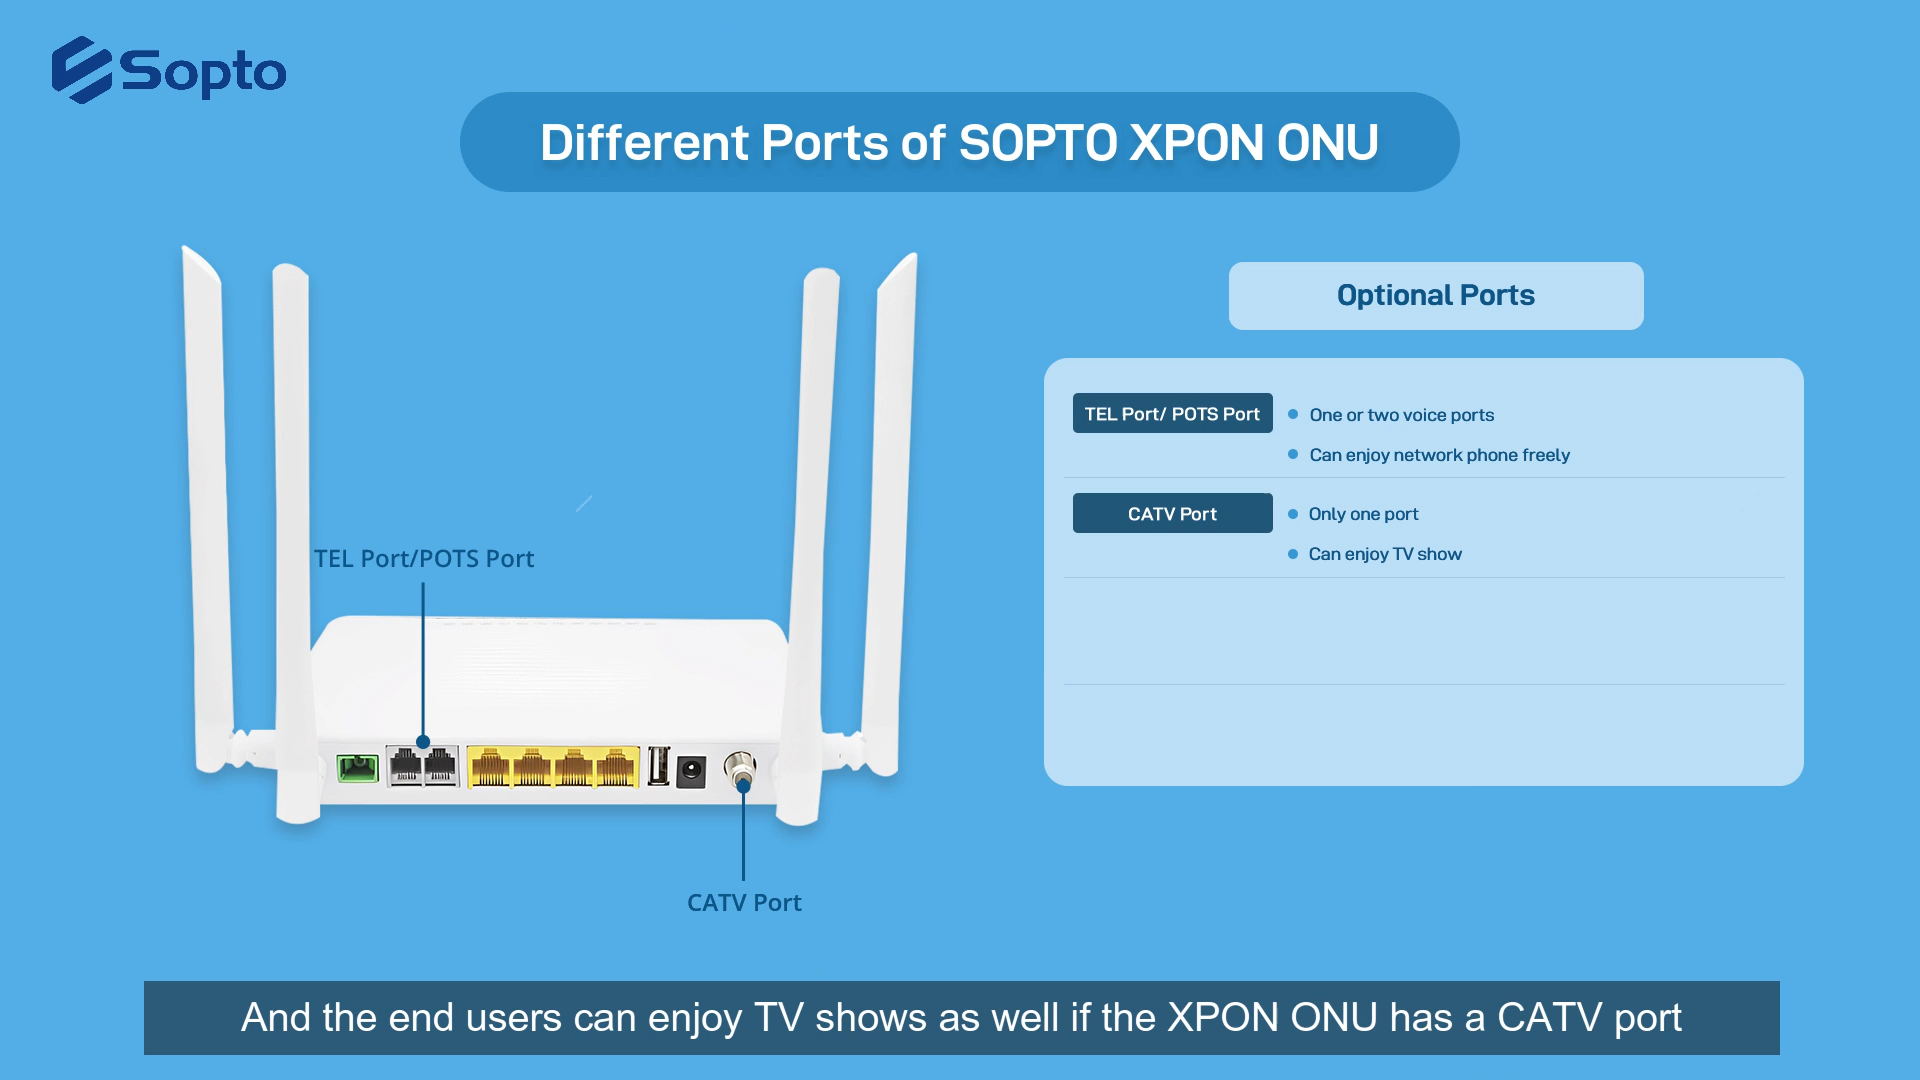 Sopto
Different Ports of SOPTO XPON ONU
Optional Ports
TEL Port/ POTS Port
One or two voice ports
Can enjoy network phone freely
CATV Port
Only one port
Can enjoy TV show
TEL Port/POTS Port
CATV Port
And the end users can enjoy TV shows as well if the XPON ONU has a CATV port